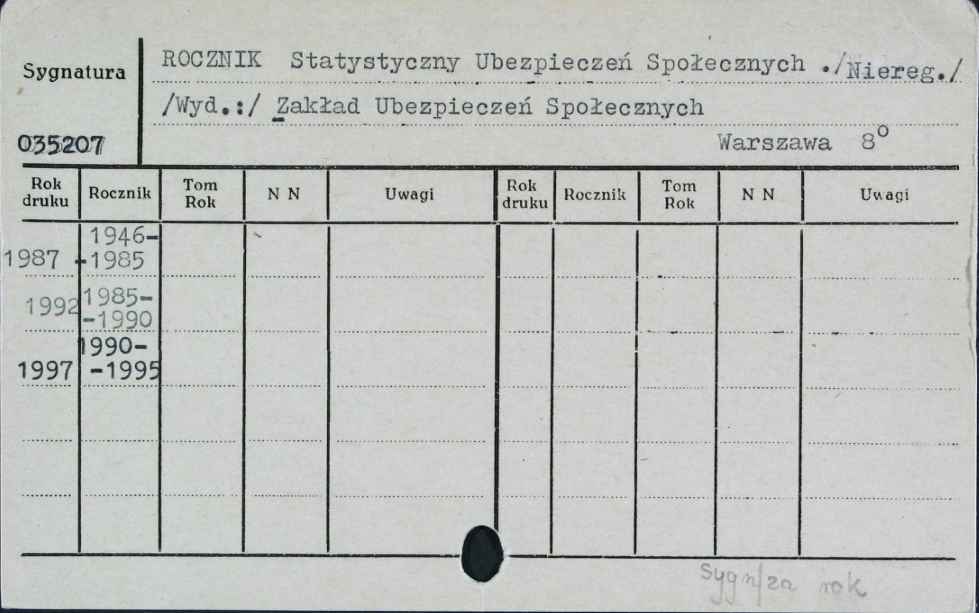 Sygnatura
ROCZNIK Statystyczny Ubezpieczeń Społecznych ./Niereg./
/Wyd.:/ Zakład Ubezpieczeń Społecznych
035207
Warszawa 8°
Rok druku Rocznik Tom Rok N N Uwagi Rok druku Rocznik Tom Rok N N Uwagi
1987 1946-
-1985
1992 1985-
-1990
1990-
1997 -1995
Sygn/za rok